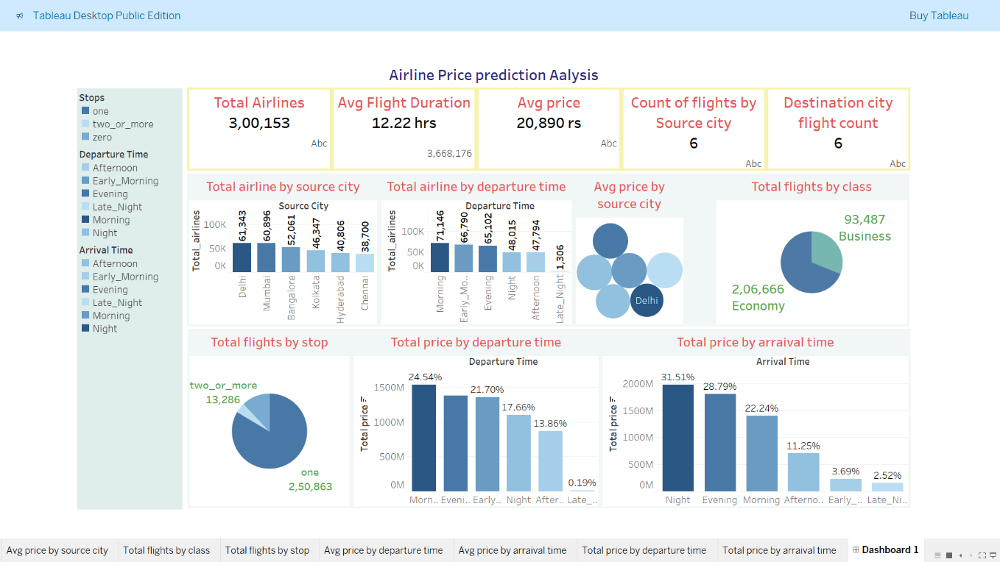 Tableau Desktop Public Edition
Buy Tableau
Airline Price prediction Aalysis
Stops
one
two_or_more
zero
Departure Time
Afternoon
Early_Morning
Evening
Late_Night
Morning
Night
Arrival Time
Afternoon
Early_Morning
Evening
Late_Night
Morning
Night
Total Airlines
3,00,153
Abc
Avg Flight Duration
12.22 hrs
3,668,176
Avg price
20,890 rs
Abc
Count of flights by
Source city
6
Abc
Destination city
flight count
6
Abc
Total airline by source city
Source City
Total_airlines
100K
50K
0K
61,343
60,896
52,061
46,347
40,806
38,700
Delhi
Mumbai
Bangalore
Kolkata
Hyderabad
Chennai
Total airline by departure time
Departure Time
Total_airlines
100K
50K
0K
71,146
66,790
65,102
48,015
47,794
1,306
Morning
Early_Mo..
Evening
Night
Afternoon
Late_Night
Avg price by
source city
Delhi
Total flights by class
93,487
Business
2,06,666
Economy
Total flights by stop
two_or_more
13,286
one
2,50,863
Total price by departure time
Departure Time
Total price
1500M
1000M
500M
0M
24.54%
21.70%
17.66%
13.86%
0.19%
Morn.. Eveni.. Early.. Night After.. Late_..
Total price by arraival time
Arrival Time
Total price
2000M
1500M
1000M
500M
0M
31.51%
28.79%
22.24%
11.25%
3.69%
2.52%
Night Evening Morning Afterno.. Early_.. Late_Ni..
Avg price by source city
Total flights by class
Total flights by stop
Avg price by departure time
Avg price by arraival time
Total price by departure time
Total price by arraival time
Dashboard 1